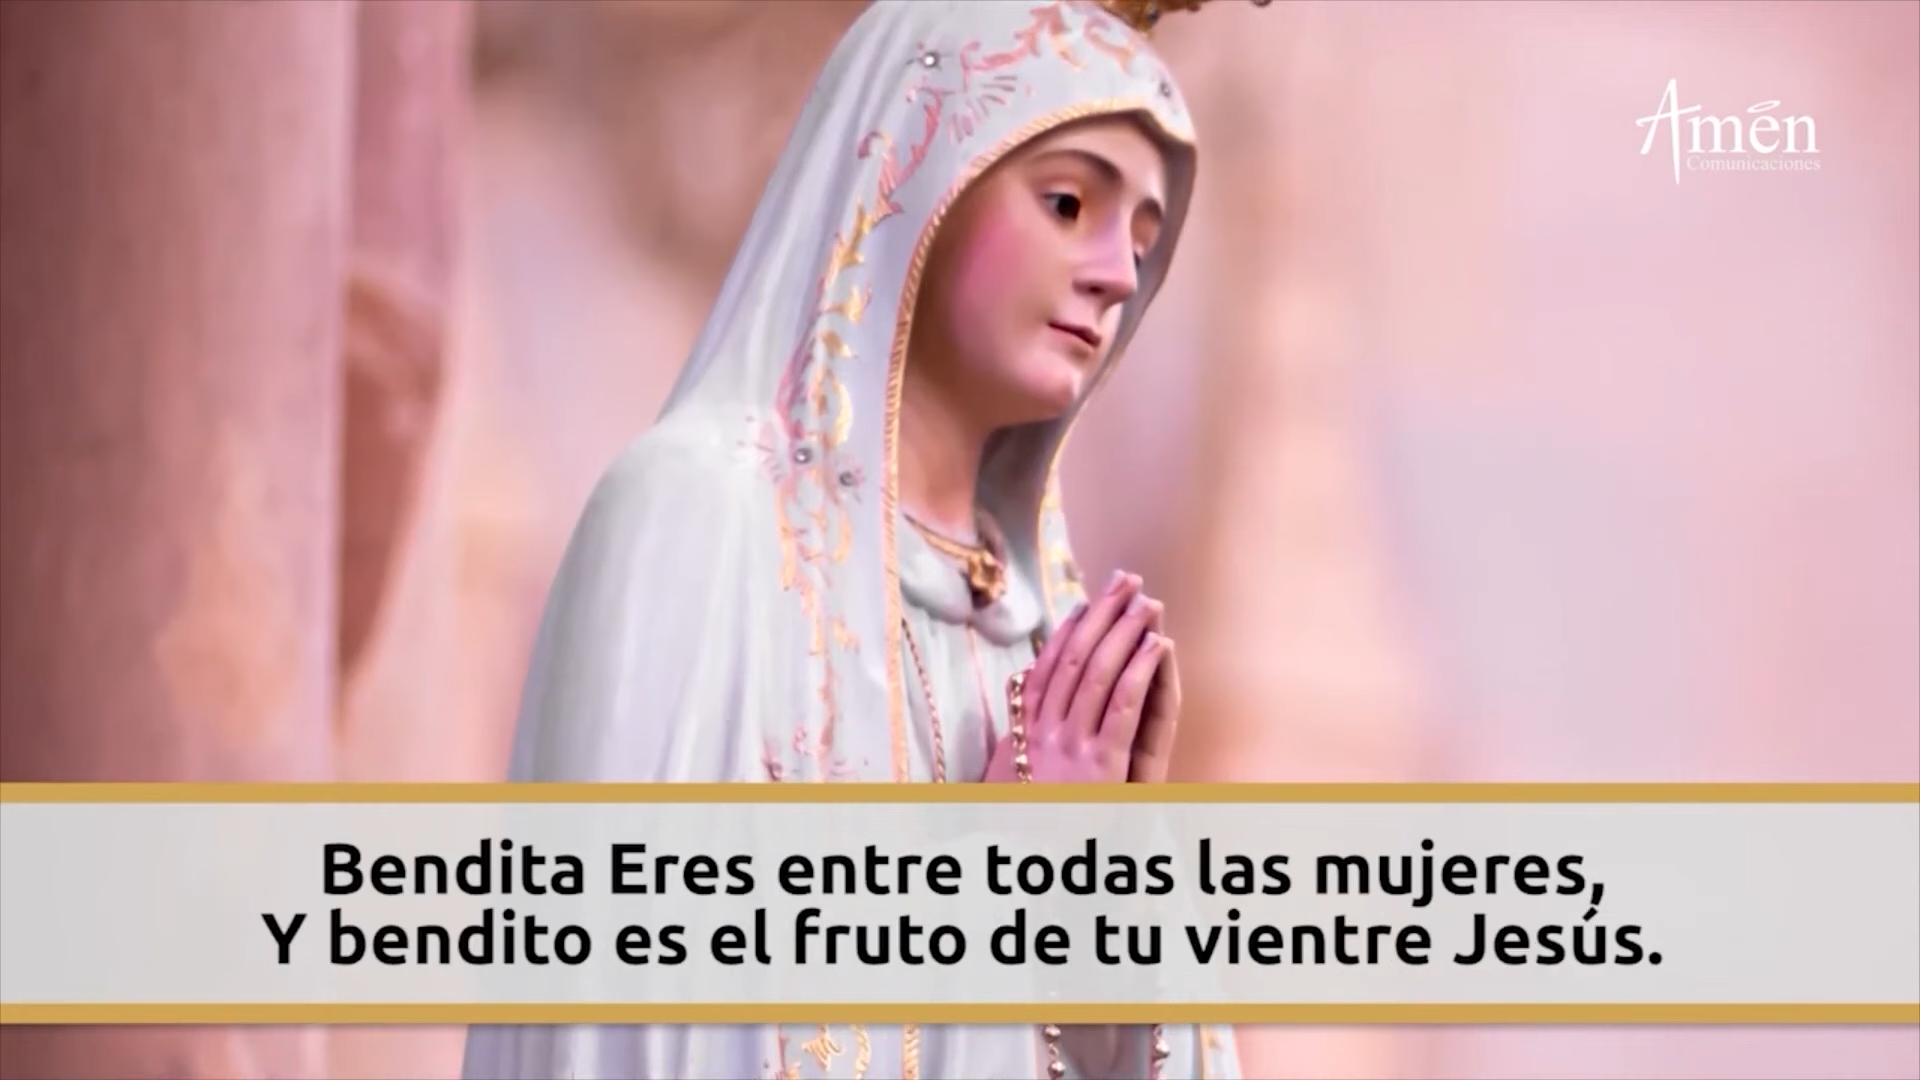 Amén
Comunicaciones
Bendita Eres entre todas las mujeres,
Y bendito es el fruto de tu vientre Jesús.